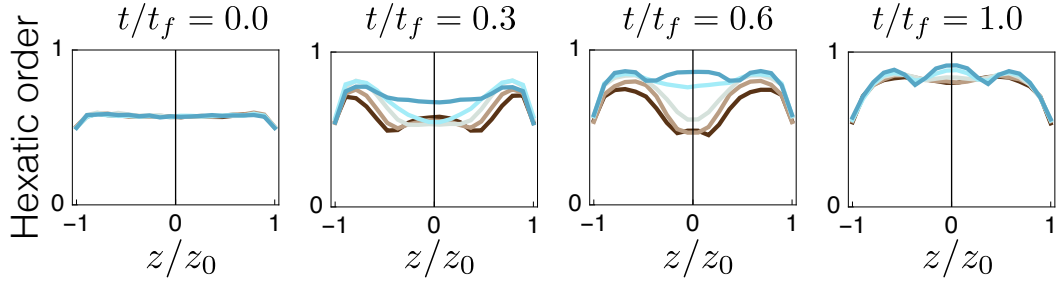 t/t_f = 0.0
t/t_f = 0.3
t/t_f = 0.6
t/t_f = 1.0
Hexatic order
1
0
−1 0 1
z/z_0
1
0
−1 0 1
z/z_0
1
0
−1 0 1
z/z_0
1
0
−1 0 1
z/z_0